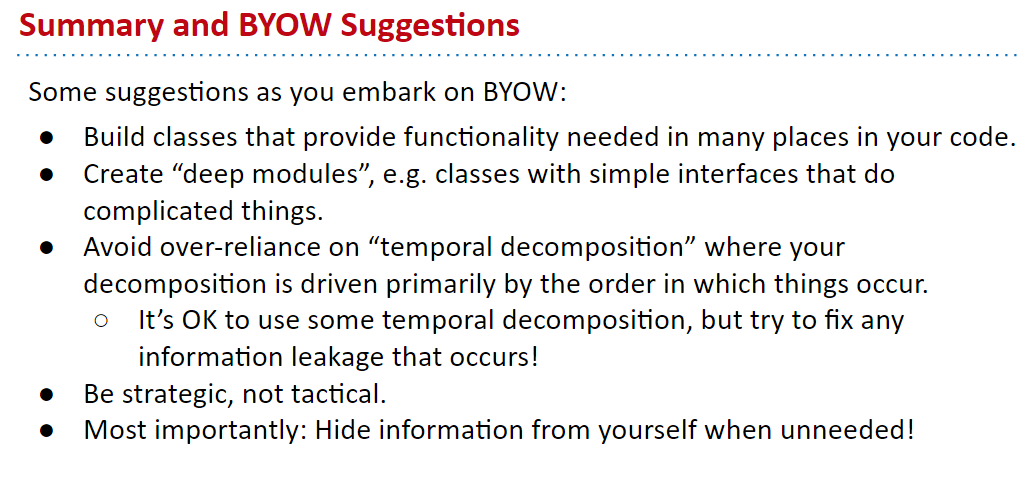 Summary and BYOW Suggestions
Some suggestions as you embark on BYOW:
● Build classes that provide functionality needed in many places in your code.
● Create “deep modules”, e.g. classes with simple interfaces that do
complicated things.
● Avoid over-reliance on “temporal decomposition” where your
decomposition is driven primarily by the order in which things occur.
○ It’s OK to use some temporal decomposition, but try to fix any
information leakage that occurs!
● Be strategic, not tactical.
● Most importantly: Hide information from yourself when unneeded!